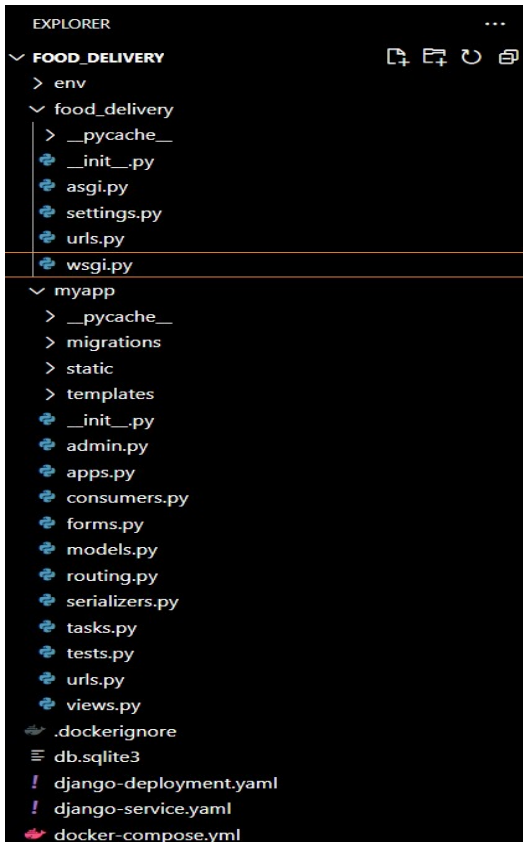 EXPLORER
FOOD_DELIVERY
env
food_delivery
__pycache__
__init__.py
asgi.py
settings.py
urls.py
wsgi.py
myapp
__pycache__
migrations
static
templates
__init__.py
admin.py
apps.py
consumers.py
forms.py
models.py
routing.py
serializers.py
tasks.py
tests.py
urls.py
views.py
.dockerignore
db.sqlite3
django-deployment.yaml
django-service.yaml
docker-compose.yml